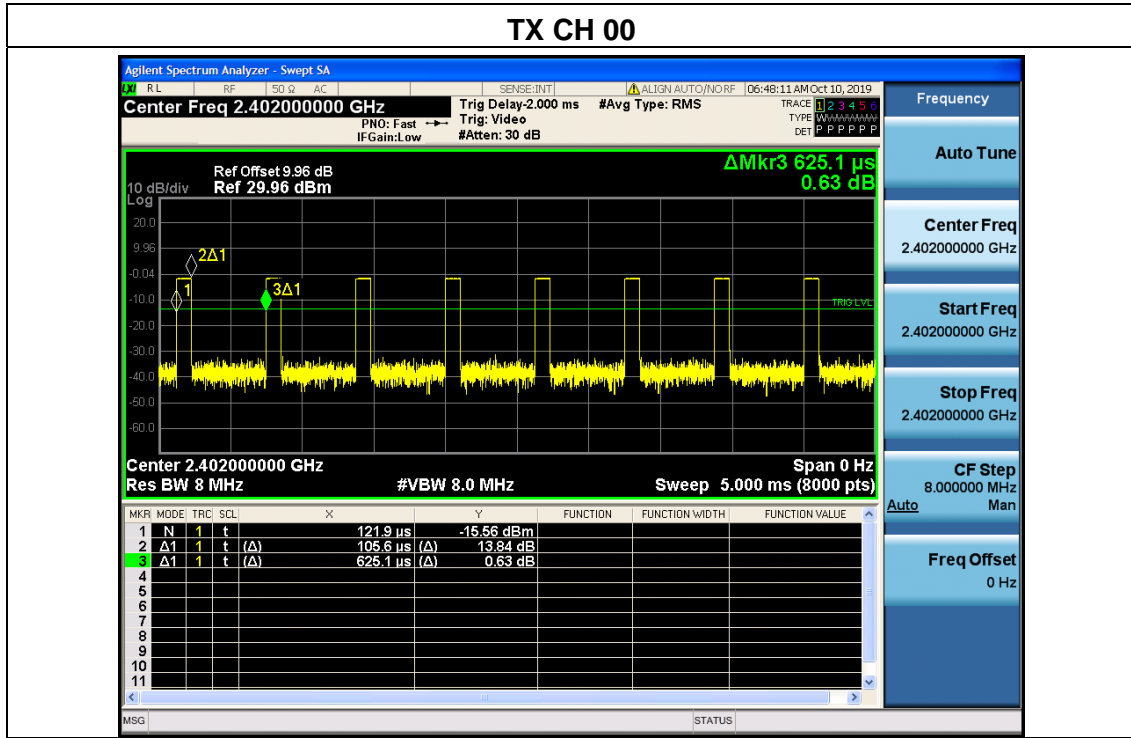 TX CH 00
Agilent Spectrum Analyzer - Swept SA
LXI RL RF 50 Ω AC SENSE:INT ALIGN AUTO/NO RF 06:48:11 AM Oct 10, 2019
Center Freq 2.402000000 GHz Trig Delay-2.000 ms #Avg Type: RMS TRACE 1 2 3 4 5 6
PNO: Fast Trig: Video TYPE
IFGain:Low #Atten: 30 dB DET P P P P P P
ΔMkr3 625.1 µs
0.63 dB
Ref Offset 9.96 dB
10 dB/div Ref 29.96 dBm
Log
20.0
9.96
-0.04
-10.0
-20.0
-30.0
-40.0
-50.0
-60.0
2Δ1
1
3Δ1
TRIG LVL
Center 2.402000000 GHz Span 0 Hz
Res BW 8 MHz #VBW 8.0 MHz Sweep 5.000 ms (8000 pts)
MKR MODE TRC SCL X Y FUNCTION FUNCTION WIDTH FUNCTION VALUE
1 N 1 t 121.9 µs -15.56 dBm
2 Δ1 1 t (Δ) 105.6 µs (Δ) 13.84 dB
3 Δ1 1 t (Δ) 625.1 µs (Δ) 0.63 dB
4
5
6
7
8
9
10
11
MSG STATUS
Frequency
Auto Tune
Center Freq
2.402000000 GHz
Start Freq
2.402000000 GHz
Stop Freq
2.402000000 GHz
CF Step
8.000000 MHz
Auto Man
Freq Offset
0 Hz